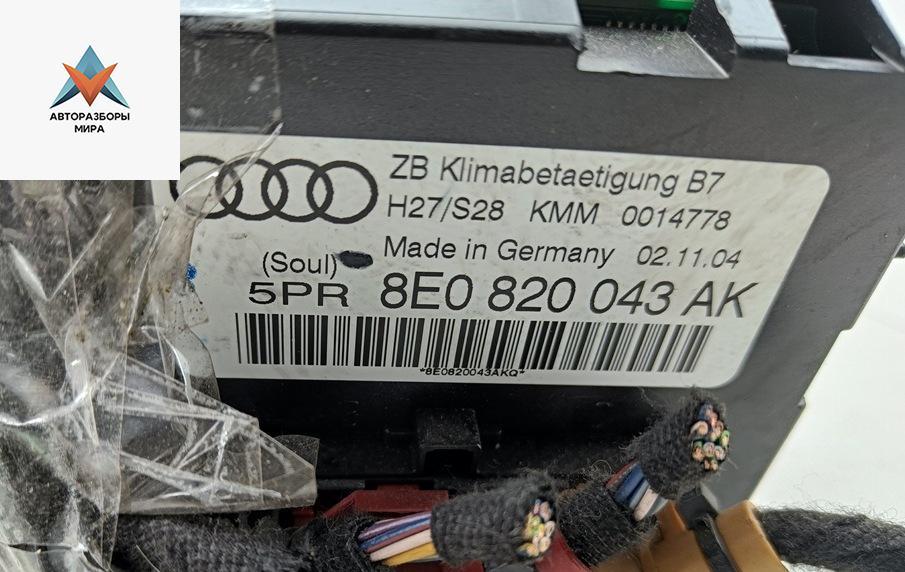 АВТОРАЗБОРЫ
МИРА
ZB Klimabetaetigung B7
H27/S28 KMM 0014778
Made in Germany 02.11.04
(Soul)
5PR 8E0 820 043 AK
*8E0820043AKQ*